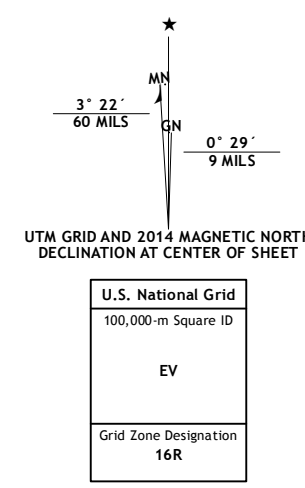 ★
MN
3° 22´
60 MILS
GN
0° 29´
9 MILS
UTM GRID AND 2014 MAGNETIC NORTH
DECLINATION AT CENTER OF SHEET
U.S. National Grid
100,000-m Square ID
EV
Grid Zone Designation
16R